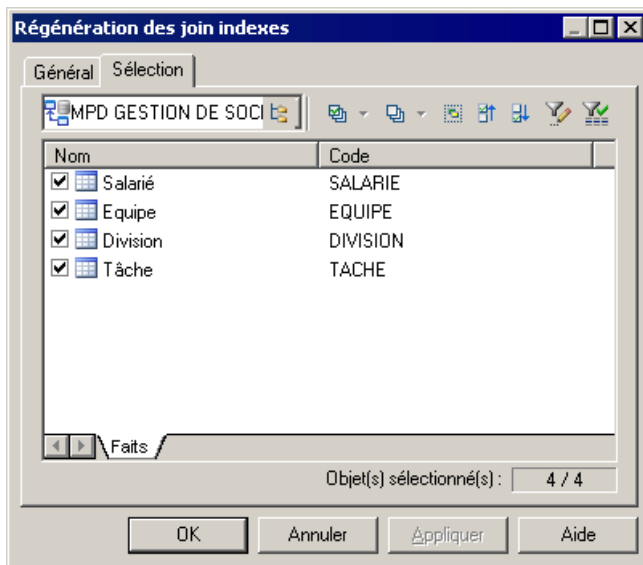 Régénération des join indexes
Général Sélection
MPD GESTION DE SOCI
Nom Code
Salarié SALARIE
Equipe EQUIPE
Division DIVISION
Tâche TACHE
Faits
Objet(s) sélectionné(s) : 4 / 4
OK Annuler Appliquer Aide